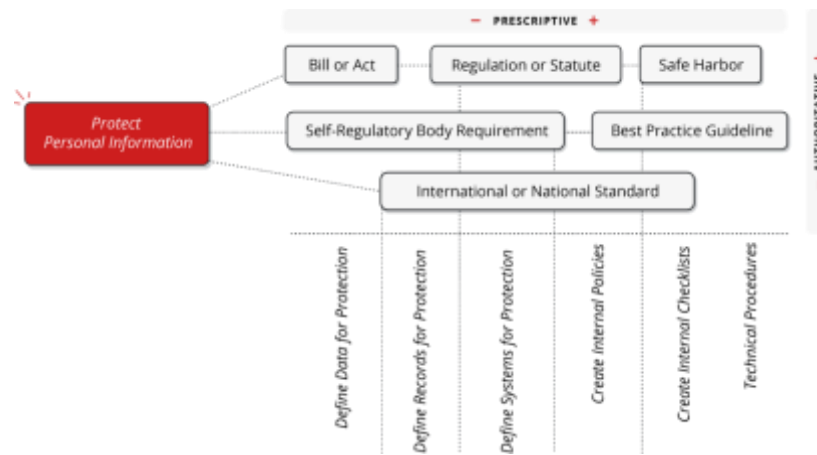 − PRESCRIPTIVE +
Bill or Act
Regulation or Statute
Safe Harbor
Protect
Personal Information
Self-Regulatory Body Requirement
Best Practice Guideline
International or National Standard
AUTHORITATIVE +
Define Data for Protection
Define Records for Protection
Define Systems for Protection
Create Internal Policies
Create Internal Checklists
Technical Procedures